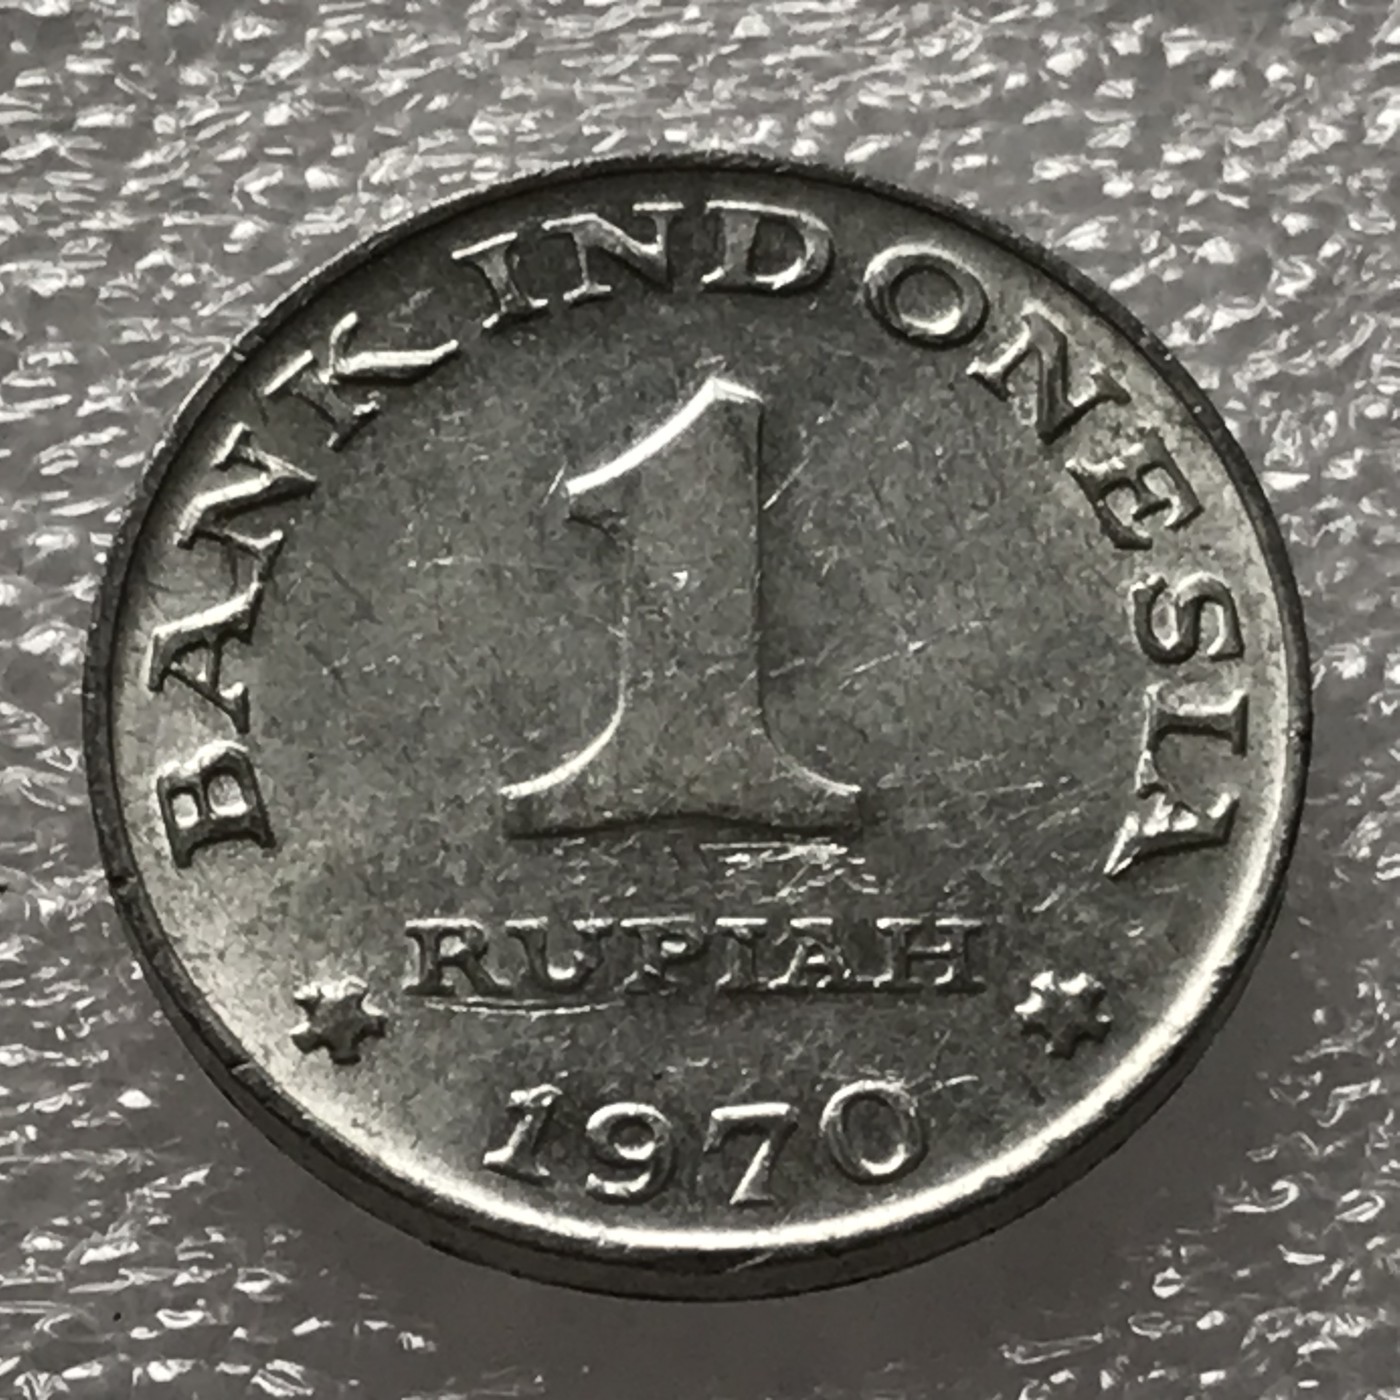 BANK INDONESIA
1
RUPIAH
1970